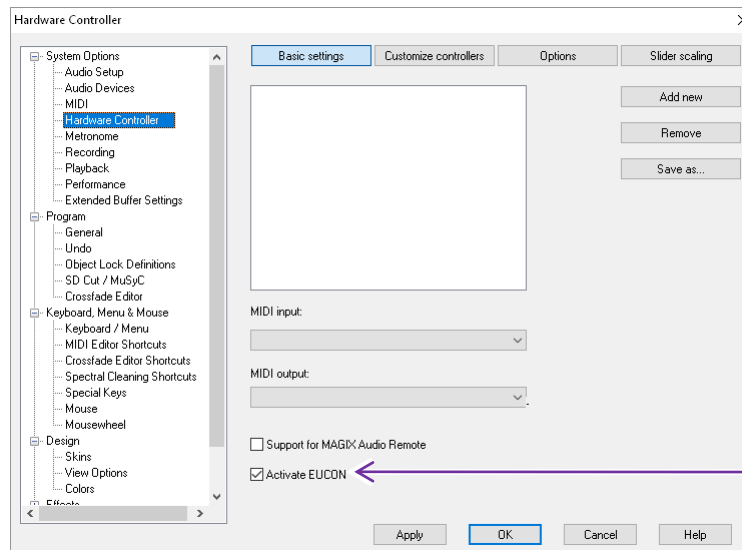 Hardware Controller
System Options
Audio Setup
Audio Devices
MIDI
Hardware Controller
Metronome
Recording
Playback
Performance
Extended Buffer Settings
Program
General
Undo
Object Lock Definitions
SD Cut / MuSyC
Crossfade Editor
Keyboard, Menu & Mouse
Keyboard / Menu
MIDI Editor Shortcuts
Crossfade Editor Shortcuts
Spectral Cleaning Shortcuts
Special Keys
Mouse
Mousewheel
Design
Skins
View Options
Colors
Effects
Basic settings
Customize controllers
Options
Slider scaling
Add new
Remove
Save as...
MIDI input:
MIDI output:
Support for MAGIX Audio Remote
Activate EUCON
Apply
OK
Cancel
Help